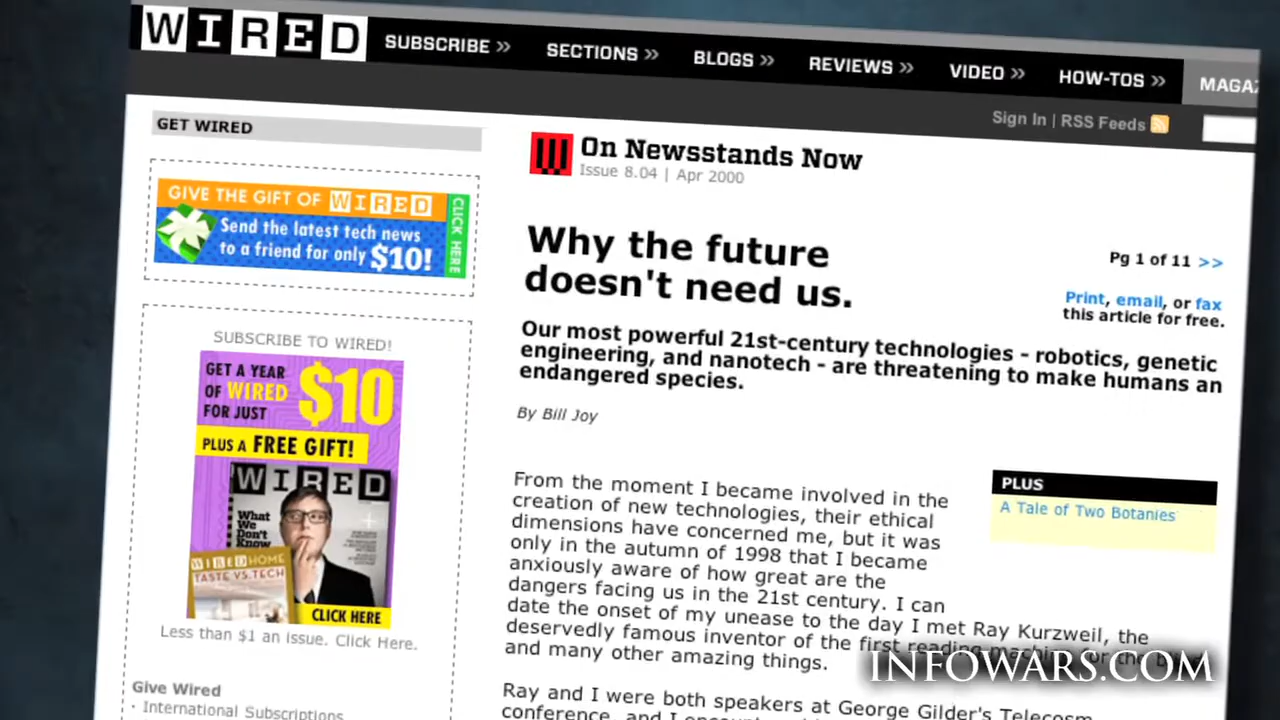 WIRED
SUBSCRIBE >>
SECTIONS >>
BLOGS >>
REVIEWS >>
VIDEO >>
HOW-TOS >>
Sign In | RSS Feeds
GET WIRED
GIVE THE GIFT OF WIRED
Send the latest tech news
to a friend for only $10!
CLICK HERE
SUBSCRIBE TO WIRED!
GET A YEAR
OF WIRED
FOR JUST
$10
PLUS A FREE GIFT!
WIRED
What
We
Don't
Know
WIRED HOME
TASTE VS. TECH
CLICK HERE
Less than $1 an issue. Click Here.
Give Wired
· International Subscriptions
On Newsstands Now
Issue 8.04 | Apr 2000
Why the future
doesn't need us.
Pg 1 of 11 >>
Print, email, or fax
this article for free.
Our most powerful 21st-century technologies - robotics, genetic
engineering, and nanotech - are threatening to make humans an
endangered species.
By Bill Joy
PLUS
A Tale of Two Botanies
From the moment I became involved in the
creation of new technologies, their ethical
dimensions have concerned me, but it was
only in the autumn of 1998 that I became
anxiously aware of how great are the
dangers facing us in the 21st century. I can
date the onset of my unease to the day I met Ray Kurzweil, the
deservedly famous inventor of the first reading machine for the
and many other amazing things.
Ray and I were both speakers at George Gilder's Telecosm
conference, and I
INFOWARS.COM